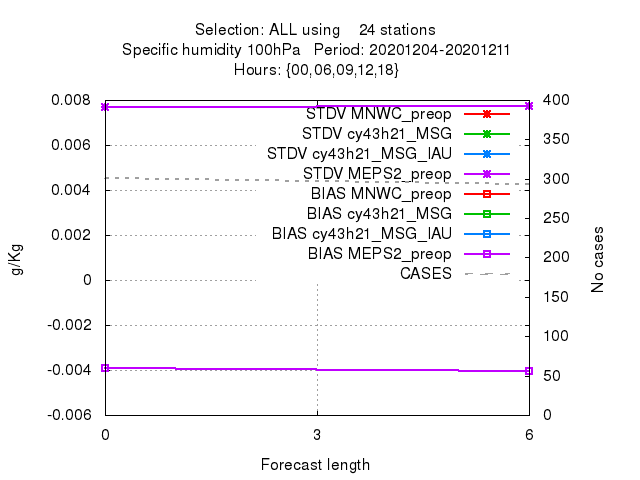 Selection: ALL using 24 stations
Specific humidity 100hPa Period: 20201204-20201211
Hours: {00,06,09,12,18}
0.008
0.006
0.004
0.002
0
-0.002
-0.004
-0.006
g/Kg
STDV MNWC_preop
STDV cy43h21_MSG
STDV cy43h21_MSG_IAU
STDV MEPS2_preop
BIAS MNWC_preop
BIAS cy43h21_MSG
BIAS cy43h21_MSG_IAU
BIAS MEPS2_preop
CASES
400
350
300
250
200
150
100
50
0
No cases
0 3 6
Forecast length